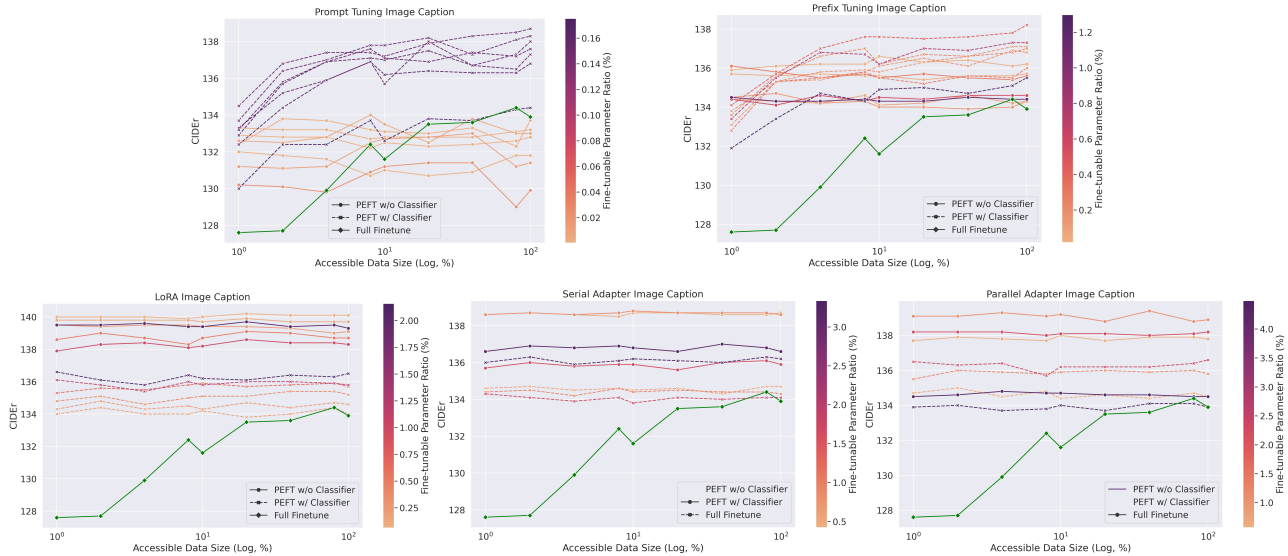 Prompt Tuning Image Caption
CIDEr
138
136
134
132
130
128
10⁰
10¹
10²
Accessible Data Size (Log, %)
PEFT w/o Classifier
PEFT w/ Classifier
Full Finetune
0.16
0.14
0.12
0.10
0.08
0.06
0.04
0.02
Fine-tunable Parameter Ratio (%)
Prefix Tuning Image Caption
CIDEr
138
136
134
132
130
128
10⁰
10¹
10²
Accessible Data Size (Log, %)
PEFT w/o Classifier
PEFT w/ Classifier
Full Finetune
1.2
1.0
0.8
0.6
0.4
0.2
Fine-tunable Parameter Ratio (%)
LoRA Image Caption
CIDEr
140
138
136
134
132
130
128
10⁰
10¹
10²
Accessible Data Size (Log, %)
PEFT w/o Classifier
PEFT w/ Classifier
Full Finetune
2.00
1.75
1.50
1.25
1.00
0.75
0.50
0.25
Fine-tunable Parameter Ratio (%)
Serial Adapter Image Caption
CIDEr
138
136
134
132
130
128
10⁰
10¹
10²
Accessible Data Size (Log, %)
PEFT w/o Classifier
PEFT w/ Classifier
Full Finetune
3.0
2.5
2.0
1.5
1.0
0.5
Fine-tunable Parameter Ratio (%)
Parallel Adapter Image Caption
CIDEr
138
136
134
132
130
128
10⁰
10¹
10²
Accessible Data Size (Log, %)
PEFT w/o Classifier
PEFT w/ Classifier
Full Finetune
4.5
4.0
3.5
3.0
2.5
2.0
1.5
1.0
Fine-tunable Parameter Ratio (%)